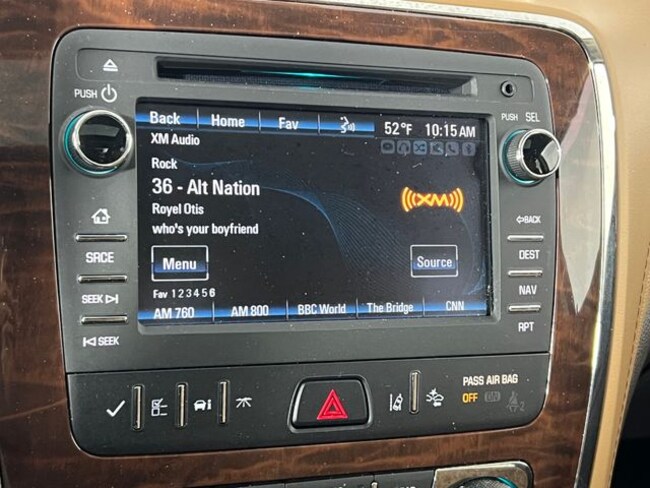 PUSH
PUSH SEL
Back Home Fav 52°F 10:15 AM
XM Audio
Rock
36 - Alt Nation
Royel Otis
who's your boyfriend
((XM))
Menu
Source
Fav 1 2 3 4 5 6
AM 760 AM 800 BBC World The Bridge CNN
SRCE
SEEK
SEEK
BACK
DEST
NAV
RPT
PASS AIR BAG
OFF ON
2